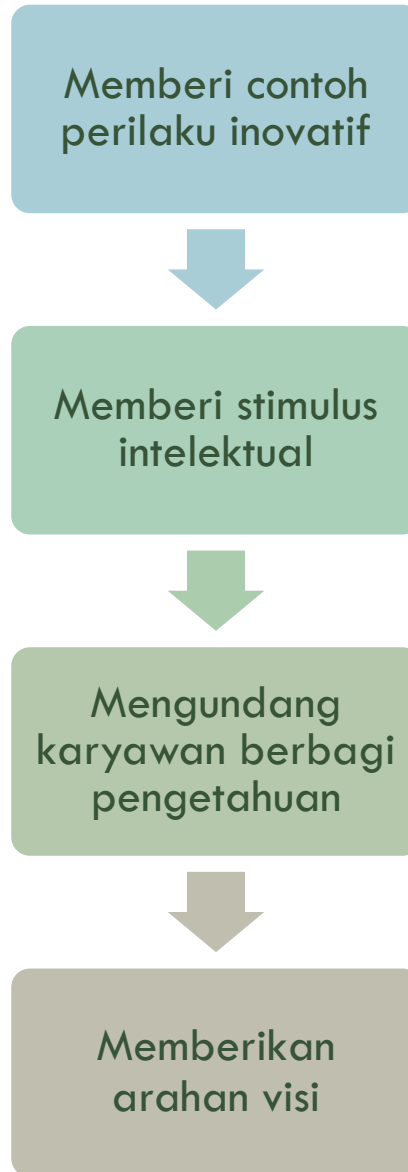 Memberi contoh
perilaku inovatif
Memberi stimulus
intelektual
Mengundang
karyawan berbagi
pengetahuan
Memberikan
arahan visi